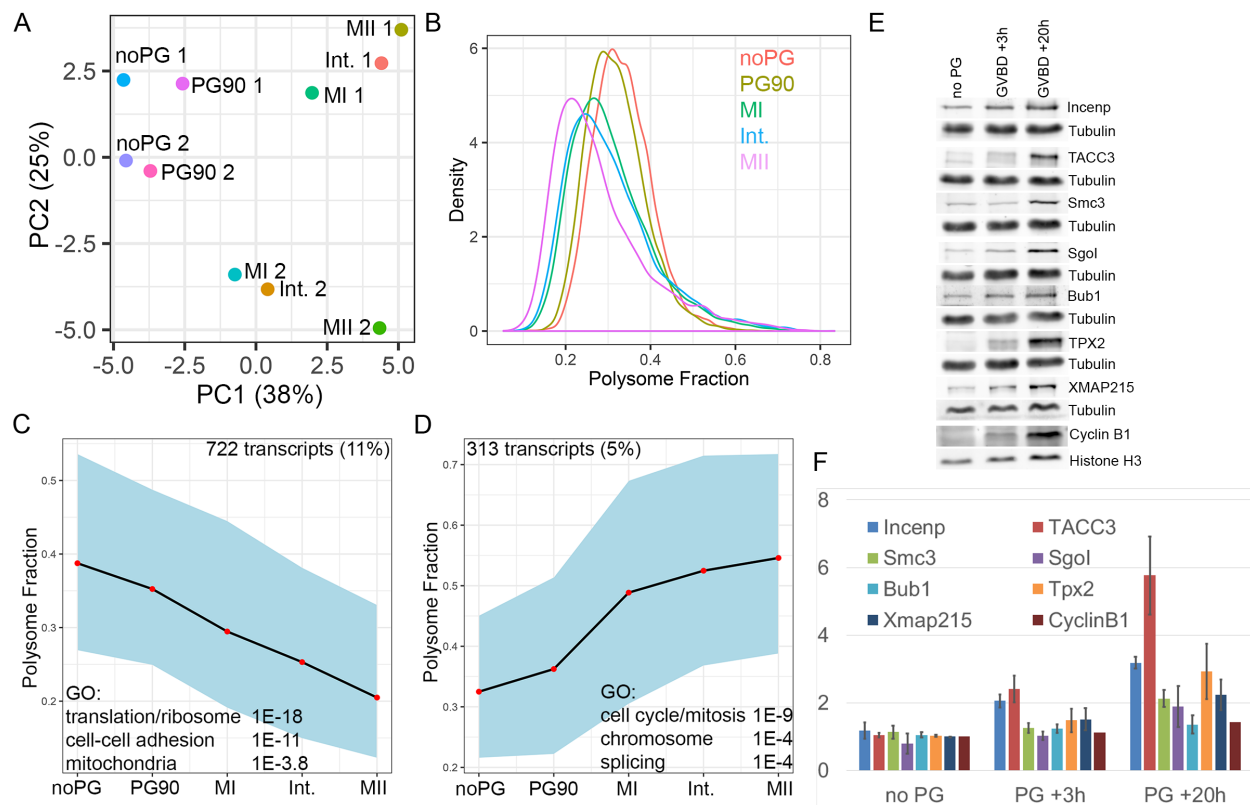 A
PC2 (25%)
2.5
0.0
-2.5
-5.0
noPG 1
PG90 1
MII 1
Int. 1
MI 1
noPG 2
PG90 2
MI 2
Int. 2
MII 2
-5.0 -2.5 0.0 2.5 5.0
PC1 (38%)
B
Density
6
4
2
0
noPG
PG90
MI
Int.
MII
0.2 0.4 0.6 0.8
Polysome Fraction
C
722 transcripts (11%)
Polysome Fraction
0.5
0.4
0.3
0.2
GO:
translation/ribosome 1E-18
cell-cell adhesion 1E-11
mitochondria 1E-3.8
noPG PG90 MI Int. MII
D
313 transcripts (5%)
Polysome Fraction
0.7
0.6
0.5
0.4
0.3
0.2
GO:
cell cycle/mitosis 1E-9
chromosome 1E-4
splicing 1E-4
noPG PG90 MI Int. MII
E
no PG
GVBD +3h
GVBD +20h
Incenp
Tubulin
TACC3
Tubulin
Smc3
Tubulin
SgoI
Tubulin
Bub1
Tubulin
TPX2
Tubulin
XMAP215
Tubulin
Cyclin B1
Histone H3
F
8
6
4
2
0
Incenp TACC3
Smc3 SgoI
Bub1 Tpx2
Xmap215 CyclinB1
no PG PG +3h PG +20h